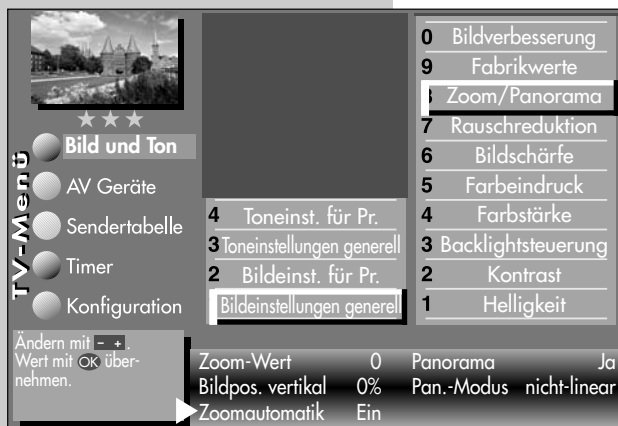 TV-Menü
Bild und Ton
AV Geräte
Sendertabelle
Timer
Konfiguration
4 Toneinst. für Pr.
3 Toneinstellungen generell
2 Bildeinst. für Pr.
Bildeinstellungen generell
0 Bildverbesserung
9 Fabrikwerte
8 Zoom/Panorama
7 Rauschreduktion
6 Bildschärfe
5 Farbeindruck
4 Farbstärke
3 Backlightsteuerung
2 Kontrast
1 Helligkeit
Ändern mit - + .
Wert mit OK über-
nehmen.
Zoom-Wert 0 Panorama Ja
Bildpos. vertikal 0% Pan.-Modus nicht-linear
Zoomautomatik Ein